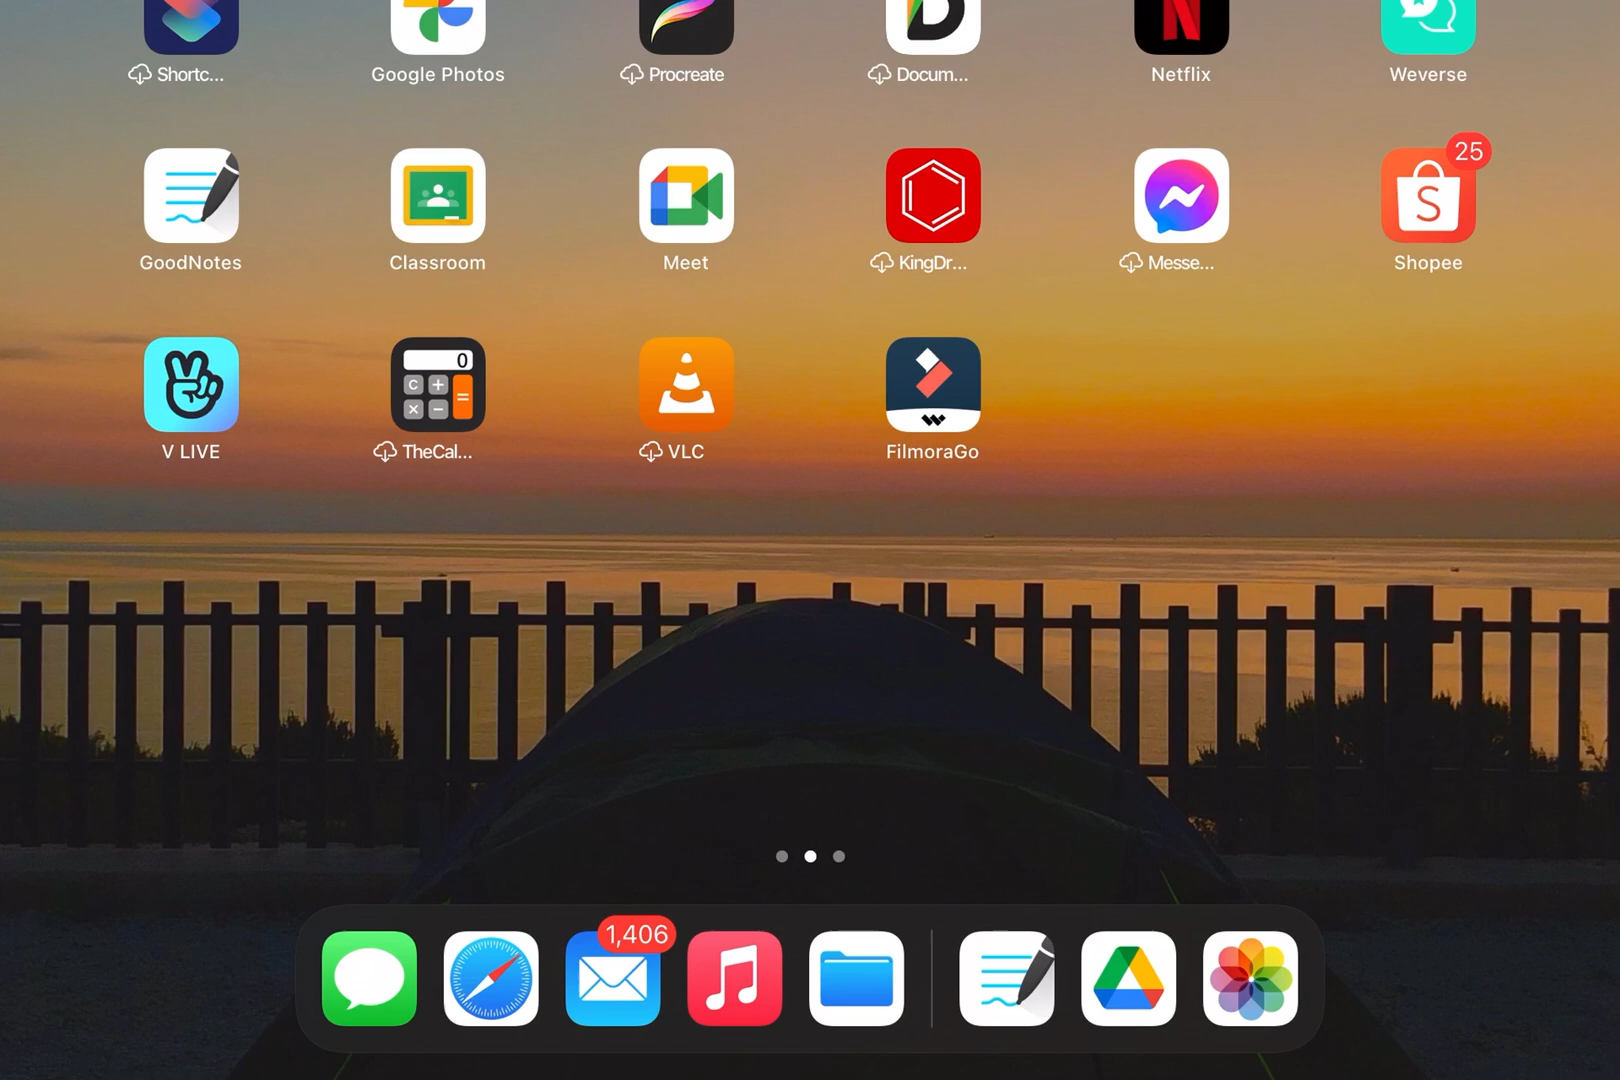 Shortc...
Google Photos
Procreate
Docum...
Netflix
Weverse
GoodNotes
Classroom
Meet
KingDr...
Messe...
25
S
Shopee
0
C +
=
× −
V LIVE
TheCal...
VLC
FilmoraGo
1,406